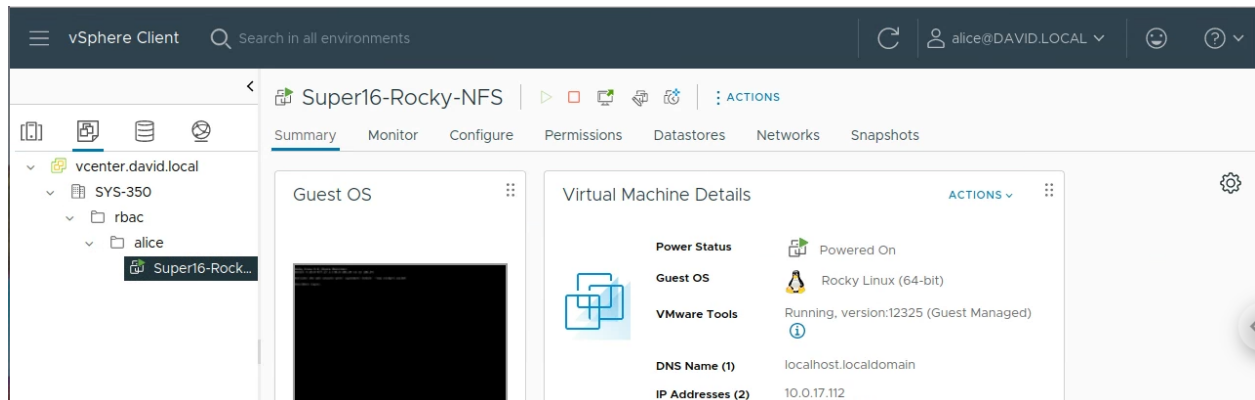 vSphere Client Search in all environments alice@DAVID.LOCAL
Super16-Rocky-NFS ACTIONS
Summary Monitor Configure Permissions Datastores Networks Snapshots
vcenter.david.local
SYS-350
rbac
alice
Super16-Rock...
Guest OS
Virtual Machine Details ACTIONS
Power Status Powered On
Guest OS Rocky Linux (64-bit)
VMware Tools Running, version:12325 (Guest Managed)
DNS Name (1) localhost.localdomain
IP Addresses (2) 10.0.17.112